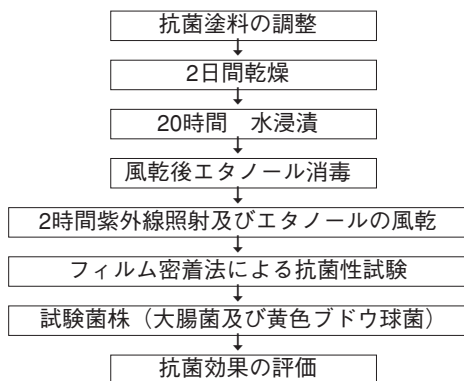 抗菌塗料の調整
2日間乾燥
20時間　水浸漬
風乾後エタノール消毒
2時間紫外線照射及びエタノールの風乾
フィルム密着法による抗菌性試験
試験菌株（大腸菌及び黄色ブドウ球菌）
抗菌効果の評価